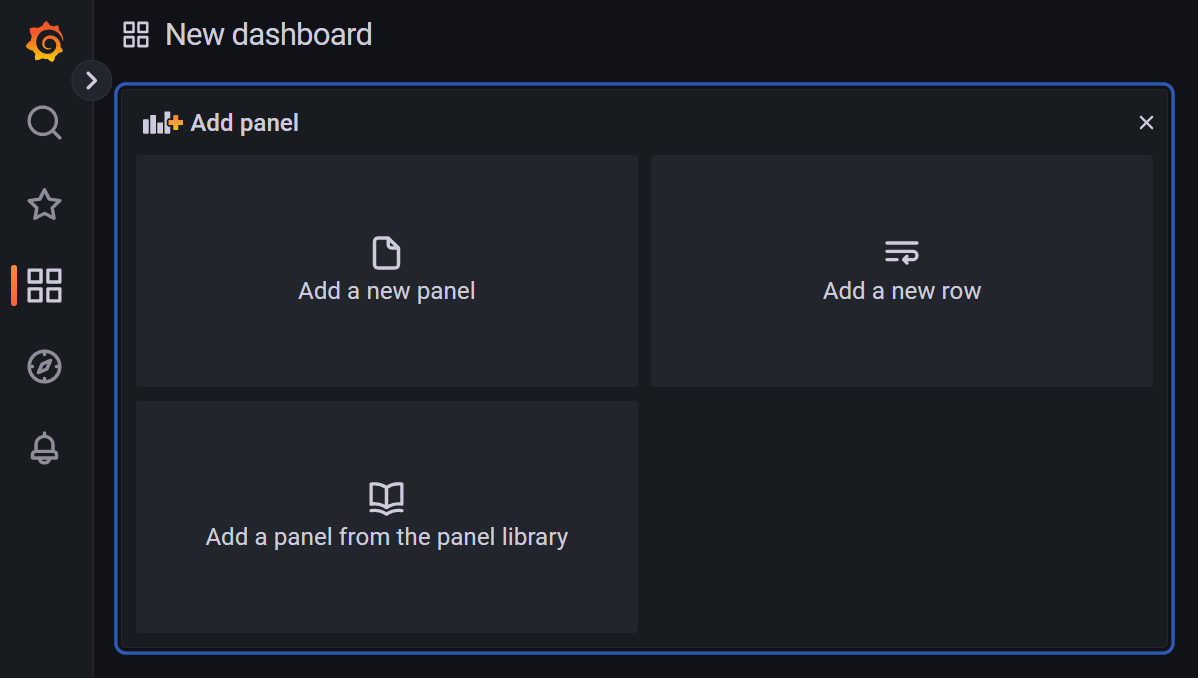 New dashboard
Add panel
Add a new panel
Add a new row
Add a panel from the panel library